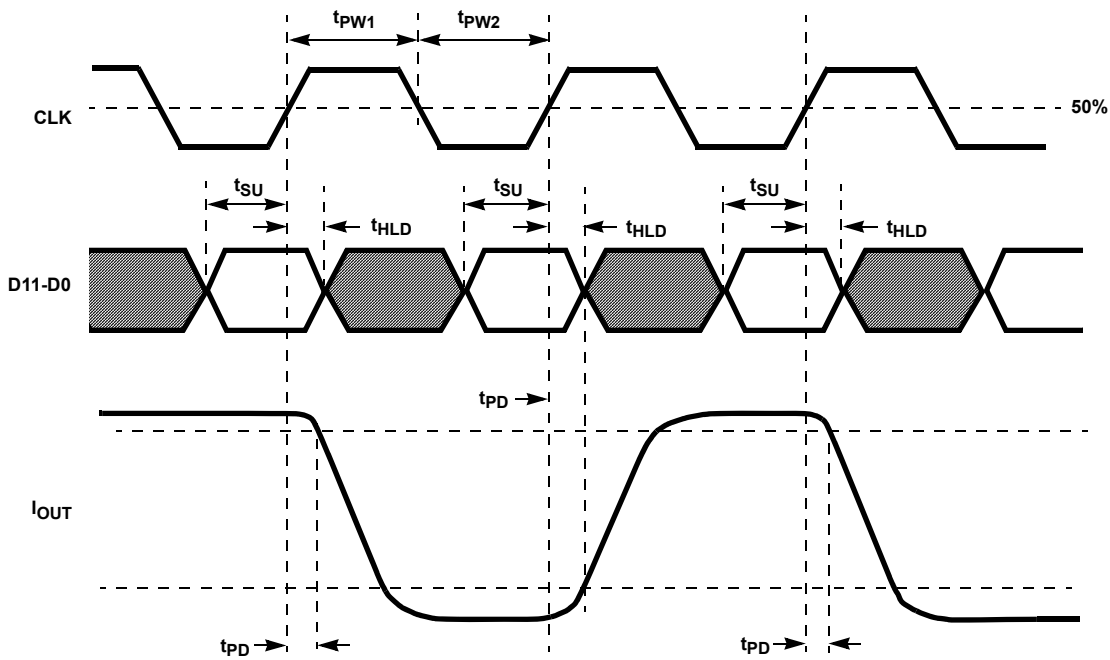 tPW1 tPW2
CLK
50%
tSU tSU tSU
tHLD tHLD tHLD
D11-D0
tPD
IOUT
tPD tPD